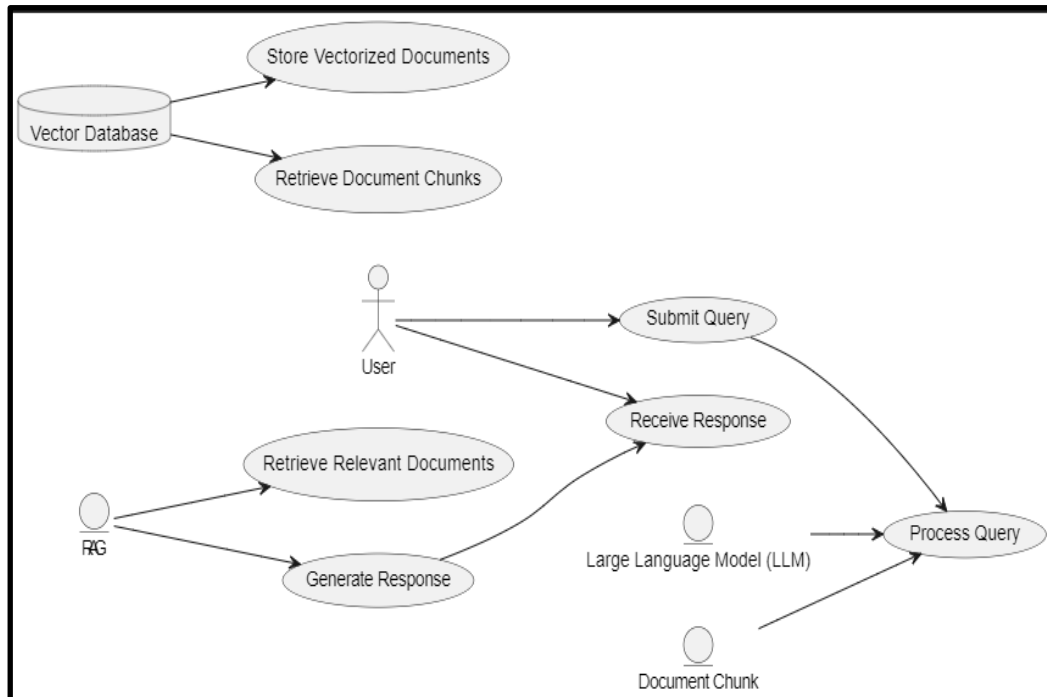 Store Vectorized Documents
Vector Database
Retrieve Document Chunks
User
Submit Query
Receive Response
Retrieve Relevant Documents
RAG
Generate Response
Large Language Model (LLM)
Process Query
Document Chunk